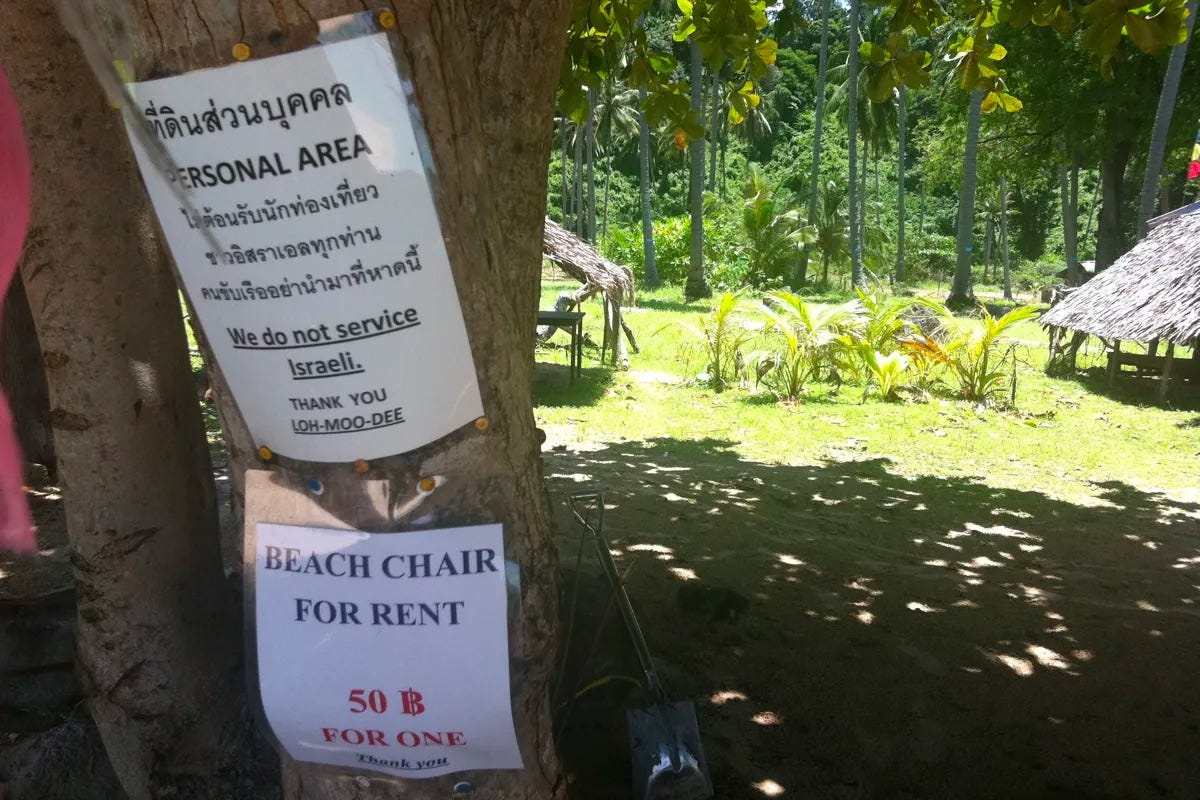 ที่ดินส่วนบุคคล
PERSONAL AREA
ไม่ต้อนรับนักท่องเที่ยว
ชาวอิสราเอลทุกท่าน
คนขับเรืออย่านำมาที่หาดนี้
We do not service
Israeli.
THANK YOU
LOH-MOO-DEE
BEACH CHAIR
FOR RENT
50 ฿
FOR ONE
Thank you